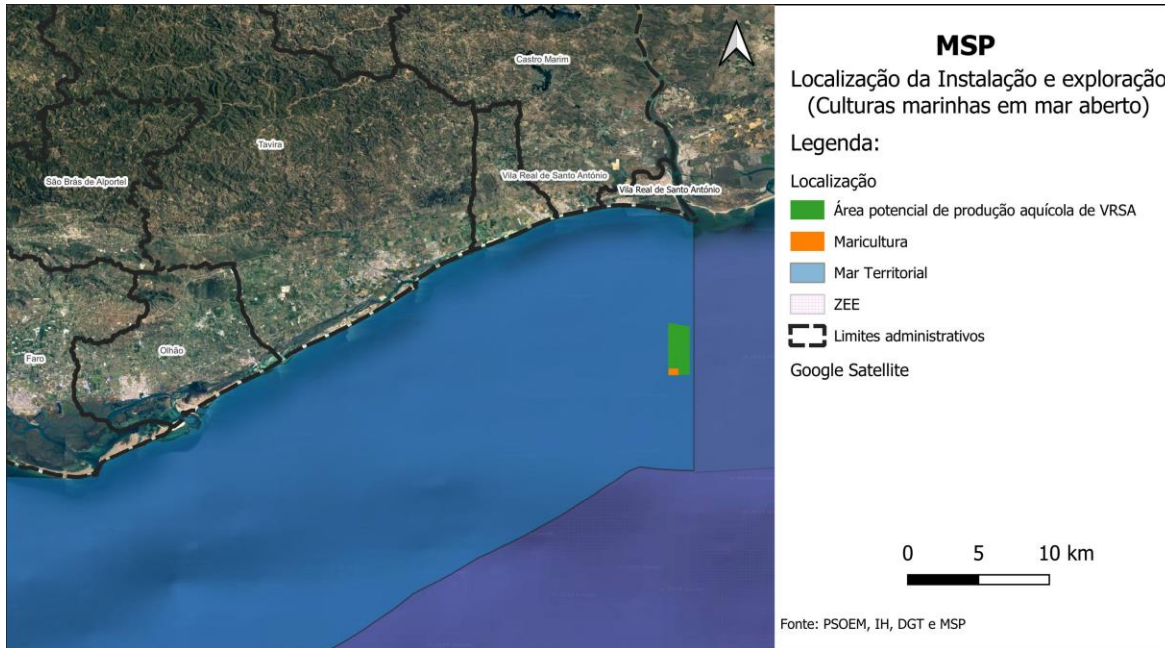 Castro Marim
Tavira
São Brás de Alportel
Vila Real de Santo António
Vila Real de Santo António
Olhão
Faro
MSP
Localização da Instalação e exploração
(Culturas marinhas em mar aberto)
Legenda:
Localização
Área potencial de produção aquícola de VRSA
Maricultura
Mar Territorial
ZEE
Limites administrativos
Google Satellite
0 5 10 km
Fonte: PSOEM, IH, DGT e MSP